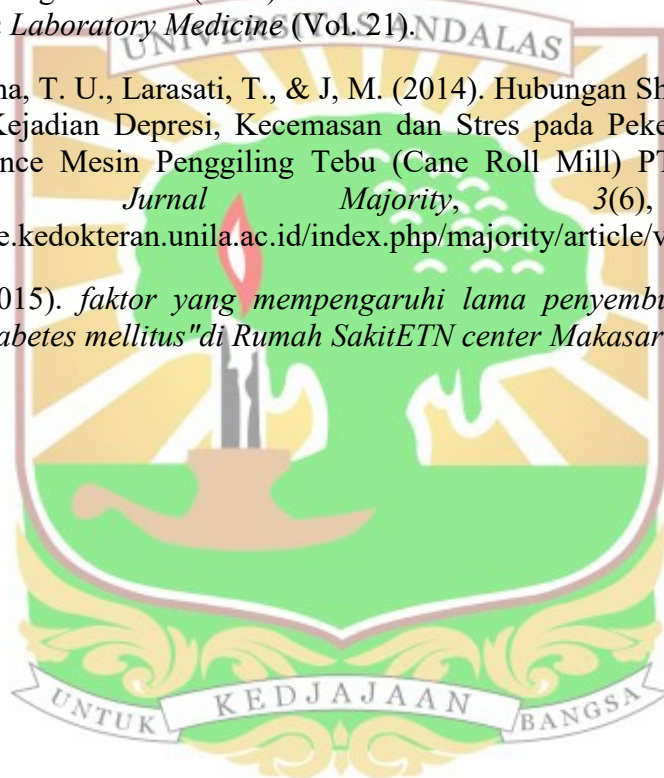 Laboratory Medicine (Vol. 21).
UNIVERSITAS ANDALAS
na, T. U., Larasati, T., & J, M. (2014). Hubungan Sh
Kejadian Depresi, Kecemasan dan Stres pada Peke
nce Mesin Penggiling Tebu (Cane Roll Mill) PT
Jurnal Majority, 3(6),
e.kedokteran.unila.ac.id/index.php/majority/article/v
015). faktor yang mempengaruhi lama penyembu
abetes mellitus"di Rumah SakitETN center Makasar
UNTUK KEDJAJAAN BANGSA